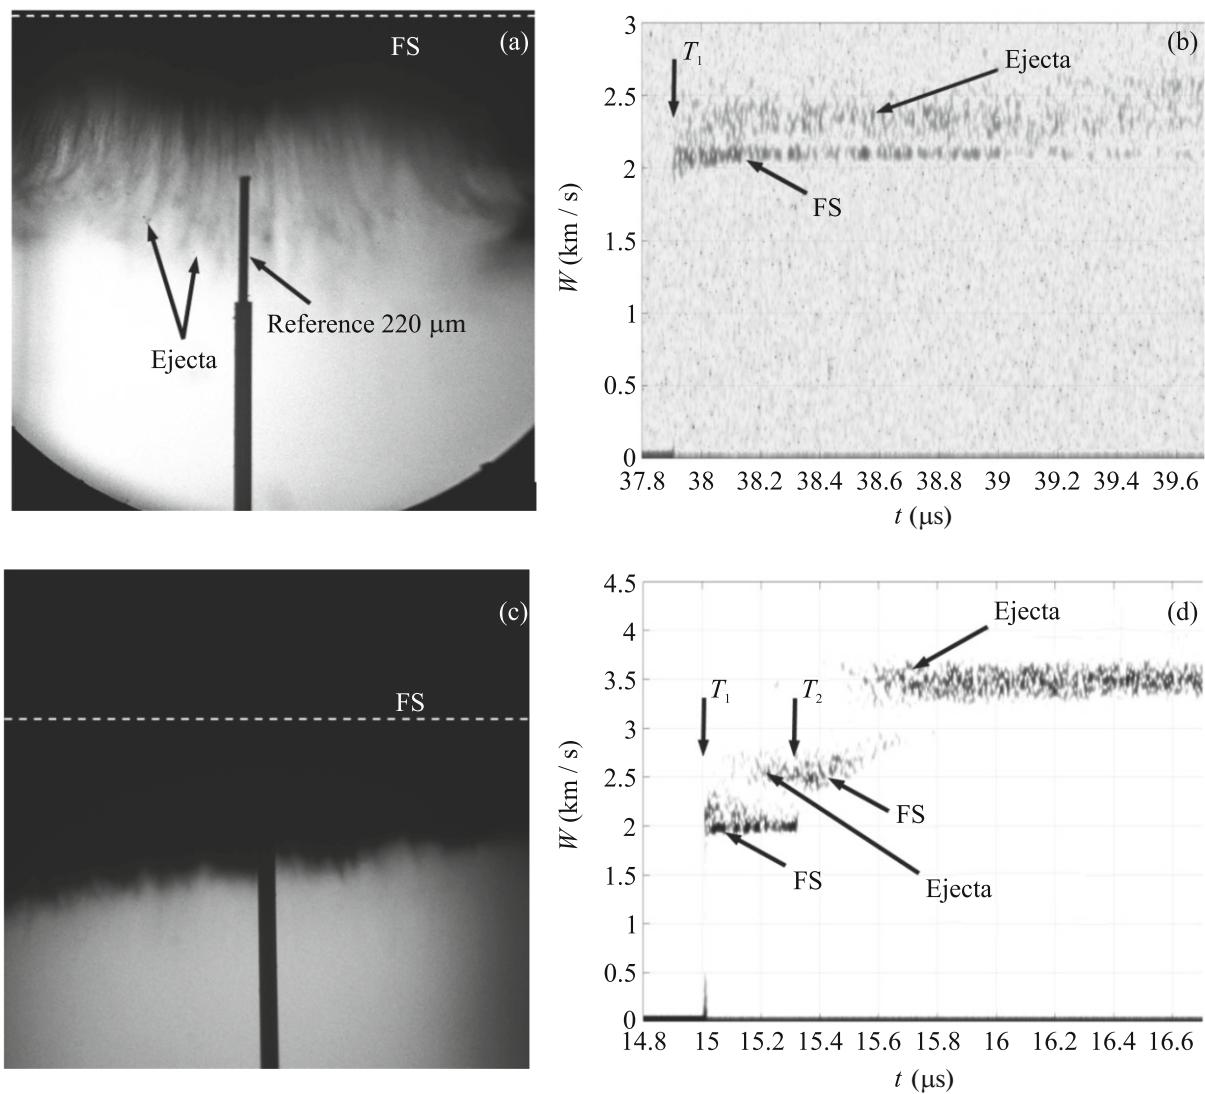 FS
(a)
Ejecta
Reference 220 μm
3
2.5
2
1.5
1
0.5
0
W (km / s)
T1
Ejecta
(b)
FS
37.8 38 38.2 38.4 38.6 38.8 39 39.2 39.4 39.6
t (μs)
(c)
FS
4.5
4
3.5
3
2.5
2
1.5
1
0.5
0
W (km / s)
Ejecta
(d)
T1
T2
FS
FS
Ejecta
14.8 15 15.2 15.4 15.6 15.8 16 16.2 16.4 16.6
t (μs)